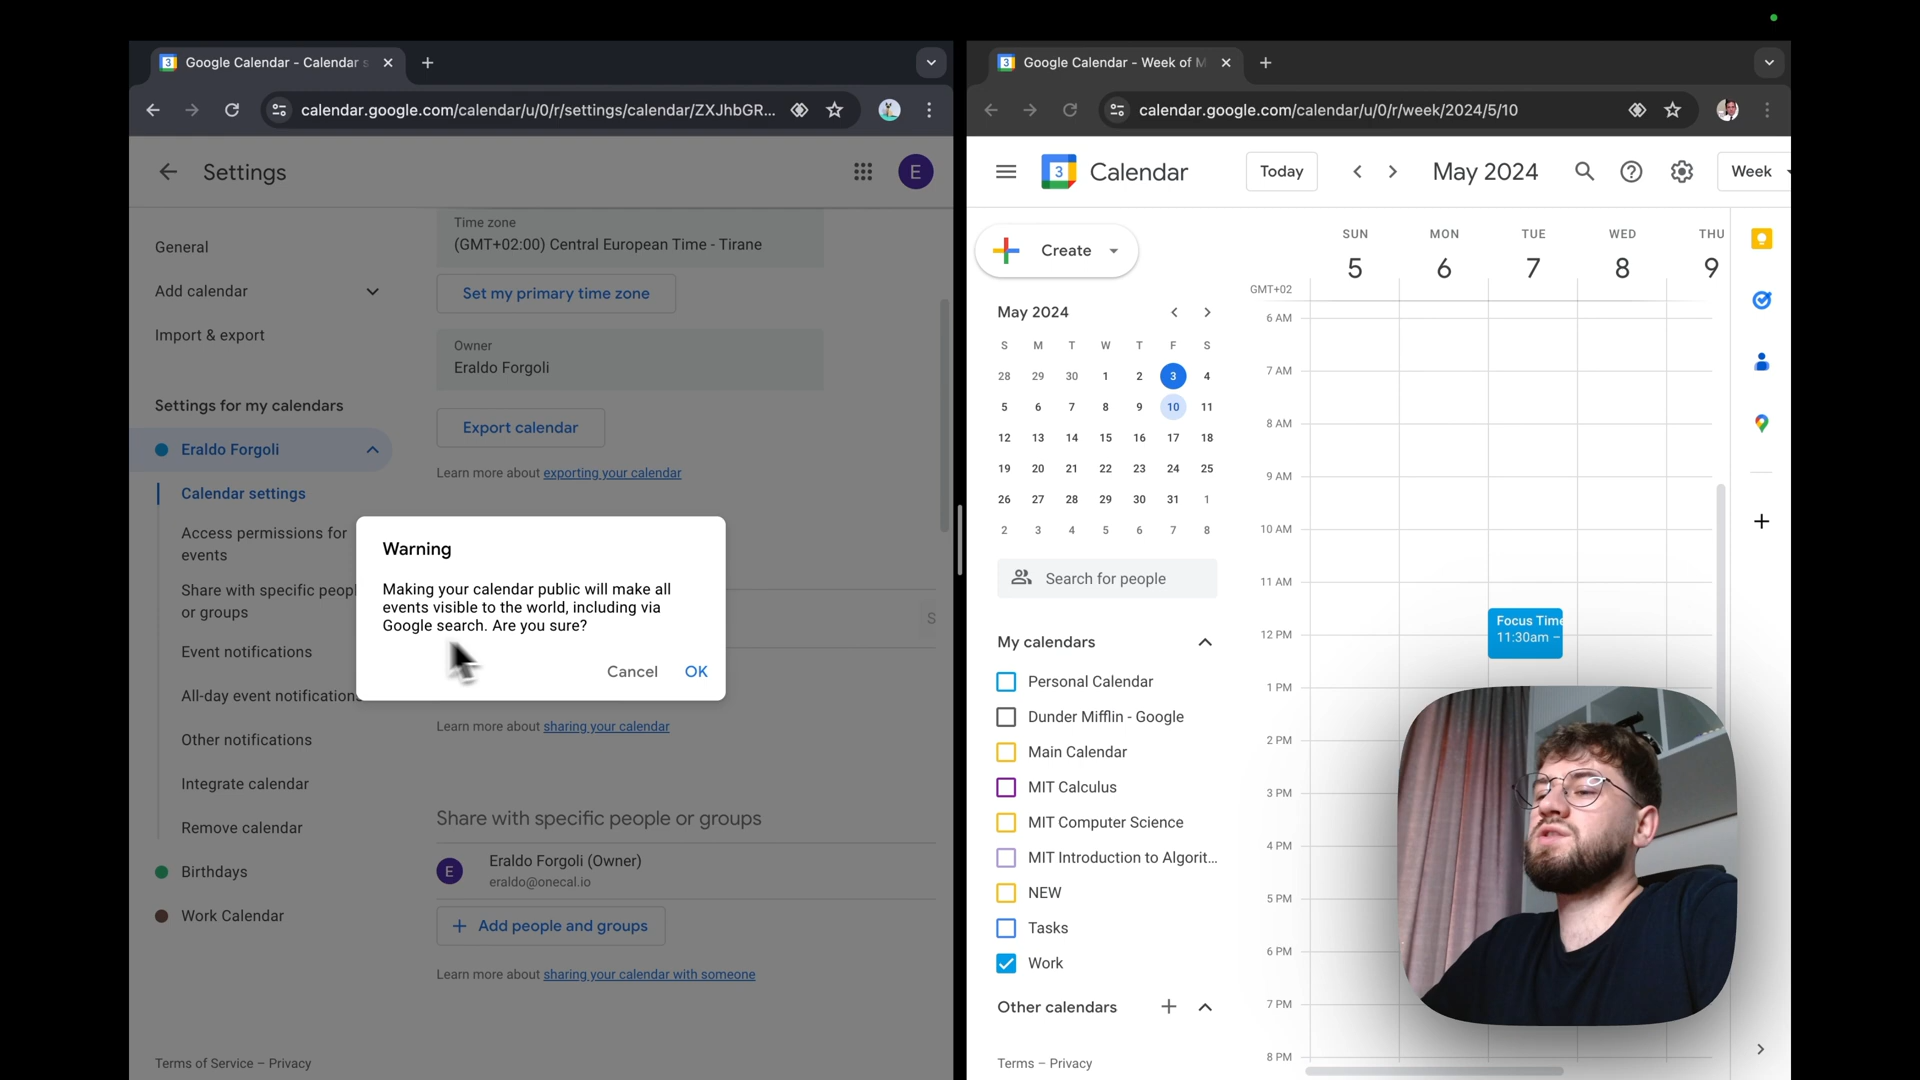 Google Calendar - Calendar s
calendar.google.com/calendar/u/0/r/settings/calendar/ZXJhbGR...
Settings
E
General
Add calendar
Import & export
Settings for my calendars
Eraldo Forgoli
Calendar settings
Access permissions for
events
Share with specific peopl
or groups
Event notifications
All-day event notification
Other notifications
Integrate calendar
Remove calendar
Birthdays
Work Calendar
Terms of Service – Privacy
Time zone
(GMT+02:00) Central European Time - Tirane
Set my primary time zone
Owner
Eraldo Forgoli
Export calendar
Learn more about exporting your calendar
S
Warning
Making your calendar public will make all
events visible to the world, including via
Google search. Are you sure?
Cancel OK
Learn more about sharing your calendar
Share with specific people or groups
E
Eraldo Forgoli (Owner)
eraldo@onecal.io
Add people and groups
Learn more about sharing your calendar with someone
3 Google Calendar - Week of M
calendar.google.com/calendar/u/0/r/week/2024/5/10
3 Calendar Today May 2024 Week
Create
May 2024
S M T W T F S
28 29 30 1 2 3 4
5 6 7 8 9 10 11
12 13 14 15 16 17 18
19 20 21 22 23 24 25
26 27 28 29 30 31 1
2 3 4 5 6 7 8
Search for people
My calendars
Personal Calendar
Dunder Mifflin - Google
Main Calendar
MIT Calculus
MIT Computer Science
MIT Introduction to Algorit...
NEW
Tasks
Work
Other calendars
Terms – Privacy
SUN MON TUE WED THU
5 6 7 8 9
GMT+02
6 AM
7 AM
8 AM
9 AM
10 AM
11 AM
12 PM
1 PM
2 PM
3 PM
4 PM
5 PM
6 PM
7 PM
8 PM
Focus Time
11:30am –